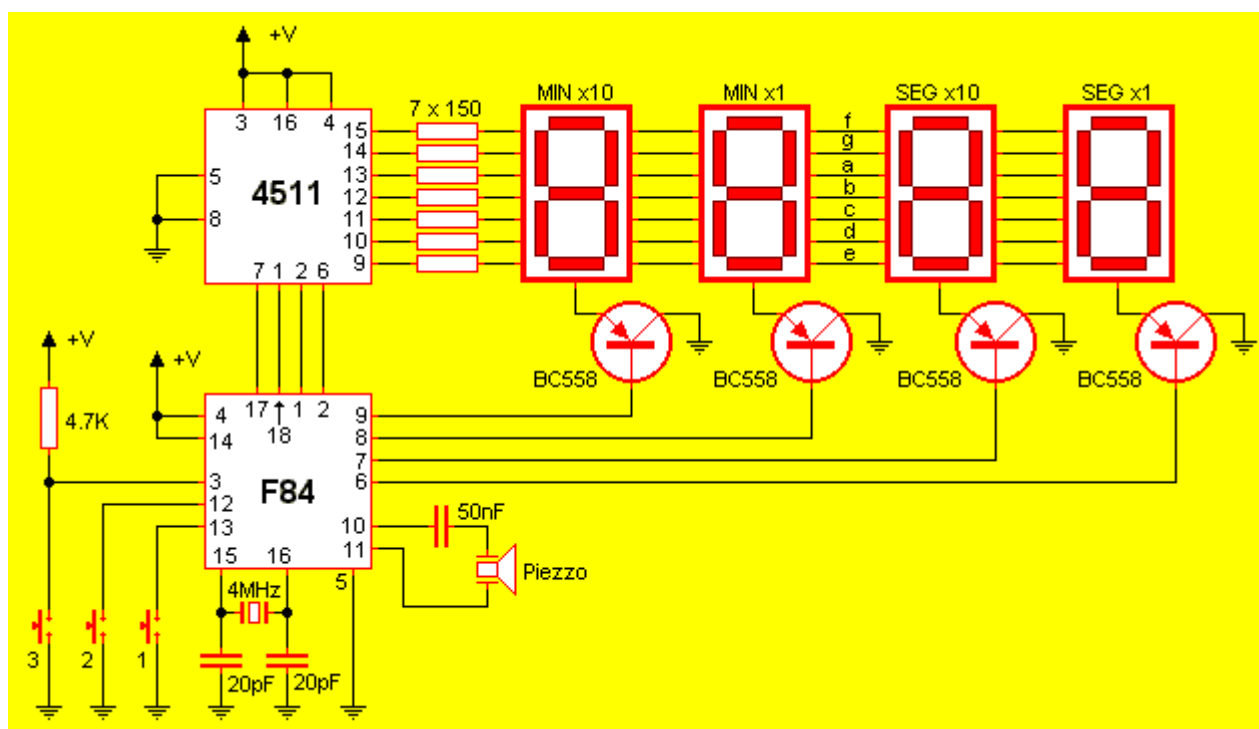 +V
MIN x10 MIN x1 SEG x10 SEG x1
7 x 150
3 16 4
15 f
14 g
5 13 a
4511 12 b
8 11 c
10 d
9 e
7 1 2 6
+V +V
BC558 BC558 BC558 BC558
4.7K
4 17 18 1 2 9
14 8
7
3 F84 6
12 50nF
13 10
15 16 11 Piezzo
5
4MHz
3 2 1
20pF 20pF